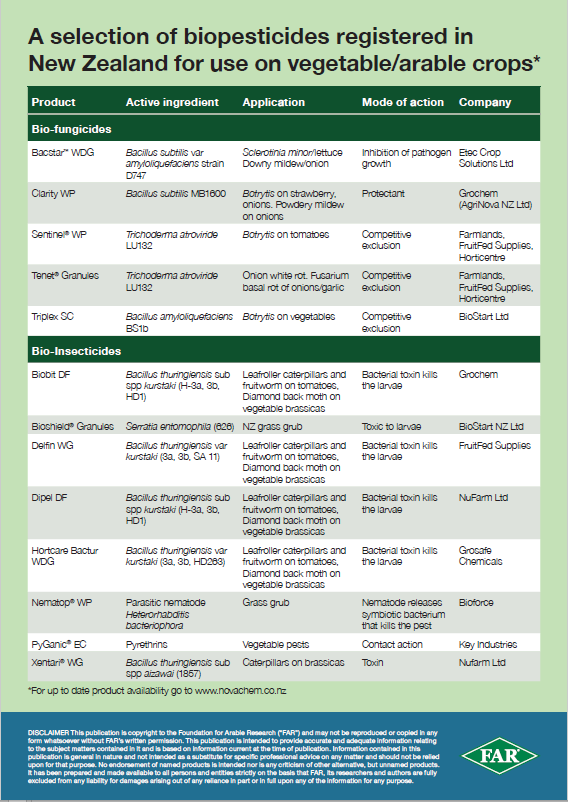 A selection of biopesticides registered in
New Zealand for use on vegetable/arable crops*
Product Active ingredient Application Mode of action Company
Bio-fungicides
Bacstar™ WDG Bacillus subtilis var Sclerotinia minor/lettuce Inhibition of pathogen Etec Crop
amyloliquefaciens strain Downy mildew/onion growth Solutions Ltd
D747
Clarity WP Bacillus subtilis MB1600 Botrytis on strawberry, Protectant Grochem
onions. Powdery mildew (AgriNova NZ Ltd)
on onions
Sentinel® WP Trichoderma atroviride Botrytis on tomatoes Competitive Farmlands,
LU132 exclusion FruitFed Supplies,
Horticentre
Tenet® Granules Trichoderma atroviride Onion white rot. Fusarium Competitive Farmlands,
LU132 basal rot of onions/garlic exclusion FruitFed Supplies,
Horticentre
Triplex SC Bacillus amyloliquefaciens Botrytis on vegetables Competitive BioStart Ltd
BS1b exclusion
Bio-Insecticides
Biobit DF Bacillus thuringiensis sub Leafroller caterpillars and Bacterial toxin kills Grochem
spp kurstaki (H-3a, 3b, fruitworm on tomatoes, the larvae
HD1) Diamond back moth on
vegetable brassicas
Bioshield® Granules Serratia entomophila (626) NZ grass grub Toxic to larvae BioStart NZ Ltd
Delfin WG Bacillus thuringiensis var Leafroller caterpillars and Bacterial toxin kills FruitFed Supplies
kurstaki (3a, 3b, SA 11) fruitworm on tomatoes, the larvae
Diamond back moth on
vegetable brassicas
Dipel DF Bacillus thuringiensis sub Leafroller caterpillars and Bacterial toxin kills NuFarm Ltd
spp kurstaki (H-3a, 3b, fruitworm on tomatoes, the larvae
HD1) Diamond back moth on
vegetable brassicas
Hortcare Bactur Bacillus thuringiensis var Leafroller caterpillars and Bacterial toxin kills Grosafe
WDG kurstaki (3a, 3b, HD263) fruitworm on tomatoes, the larvae Chemicals
Diamond back moth on
vegetable brassicas
Nematop® WP Parasitic nematode Grass grub Nematode releases Bioforce
Heterorhabditis symbiotic bacterium
bacteriophora that kills the pest
PyGanic® EC Pyrethrins Vegetable pests Contact action Key Industries
Xentari® WG Bacillus thuringiensis sub Caterpillars on brassicas Toxin Nufarm Ltd
spp aizawai (1857)
*For up to date product availability go to www.novachem.co.nz
DISCLAIMER This publication is copyright to the Foundation for Arable Research ("FAR") and may not be reproduced or copied in any
form whatsoever without FAR's written permission. This publication is intended to provide accurate and adequate information relating
to the subject matters contained in it and is based on information current at the time of publication. Information contained in this
publication is general in nature and not intended as a substitute for specific professional advice on any matter and should not be relied
upon for that purpose. No endorsement of named products is intended nor is any criticism of other alternative, but unnamed products.
It has been prepared and made available to all persons and entities strictly on the basis that FAR, its researchers and authors are fully
excluded from any liability for damages arising out of any reliance in part or in full upon any of the information for any purpose.
FAR